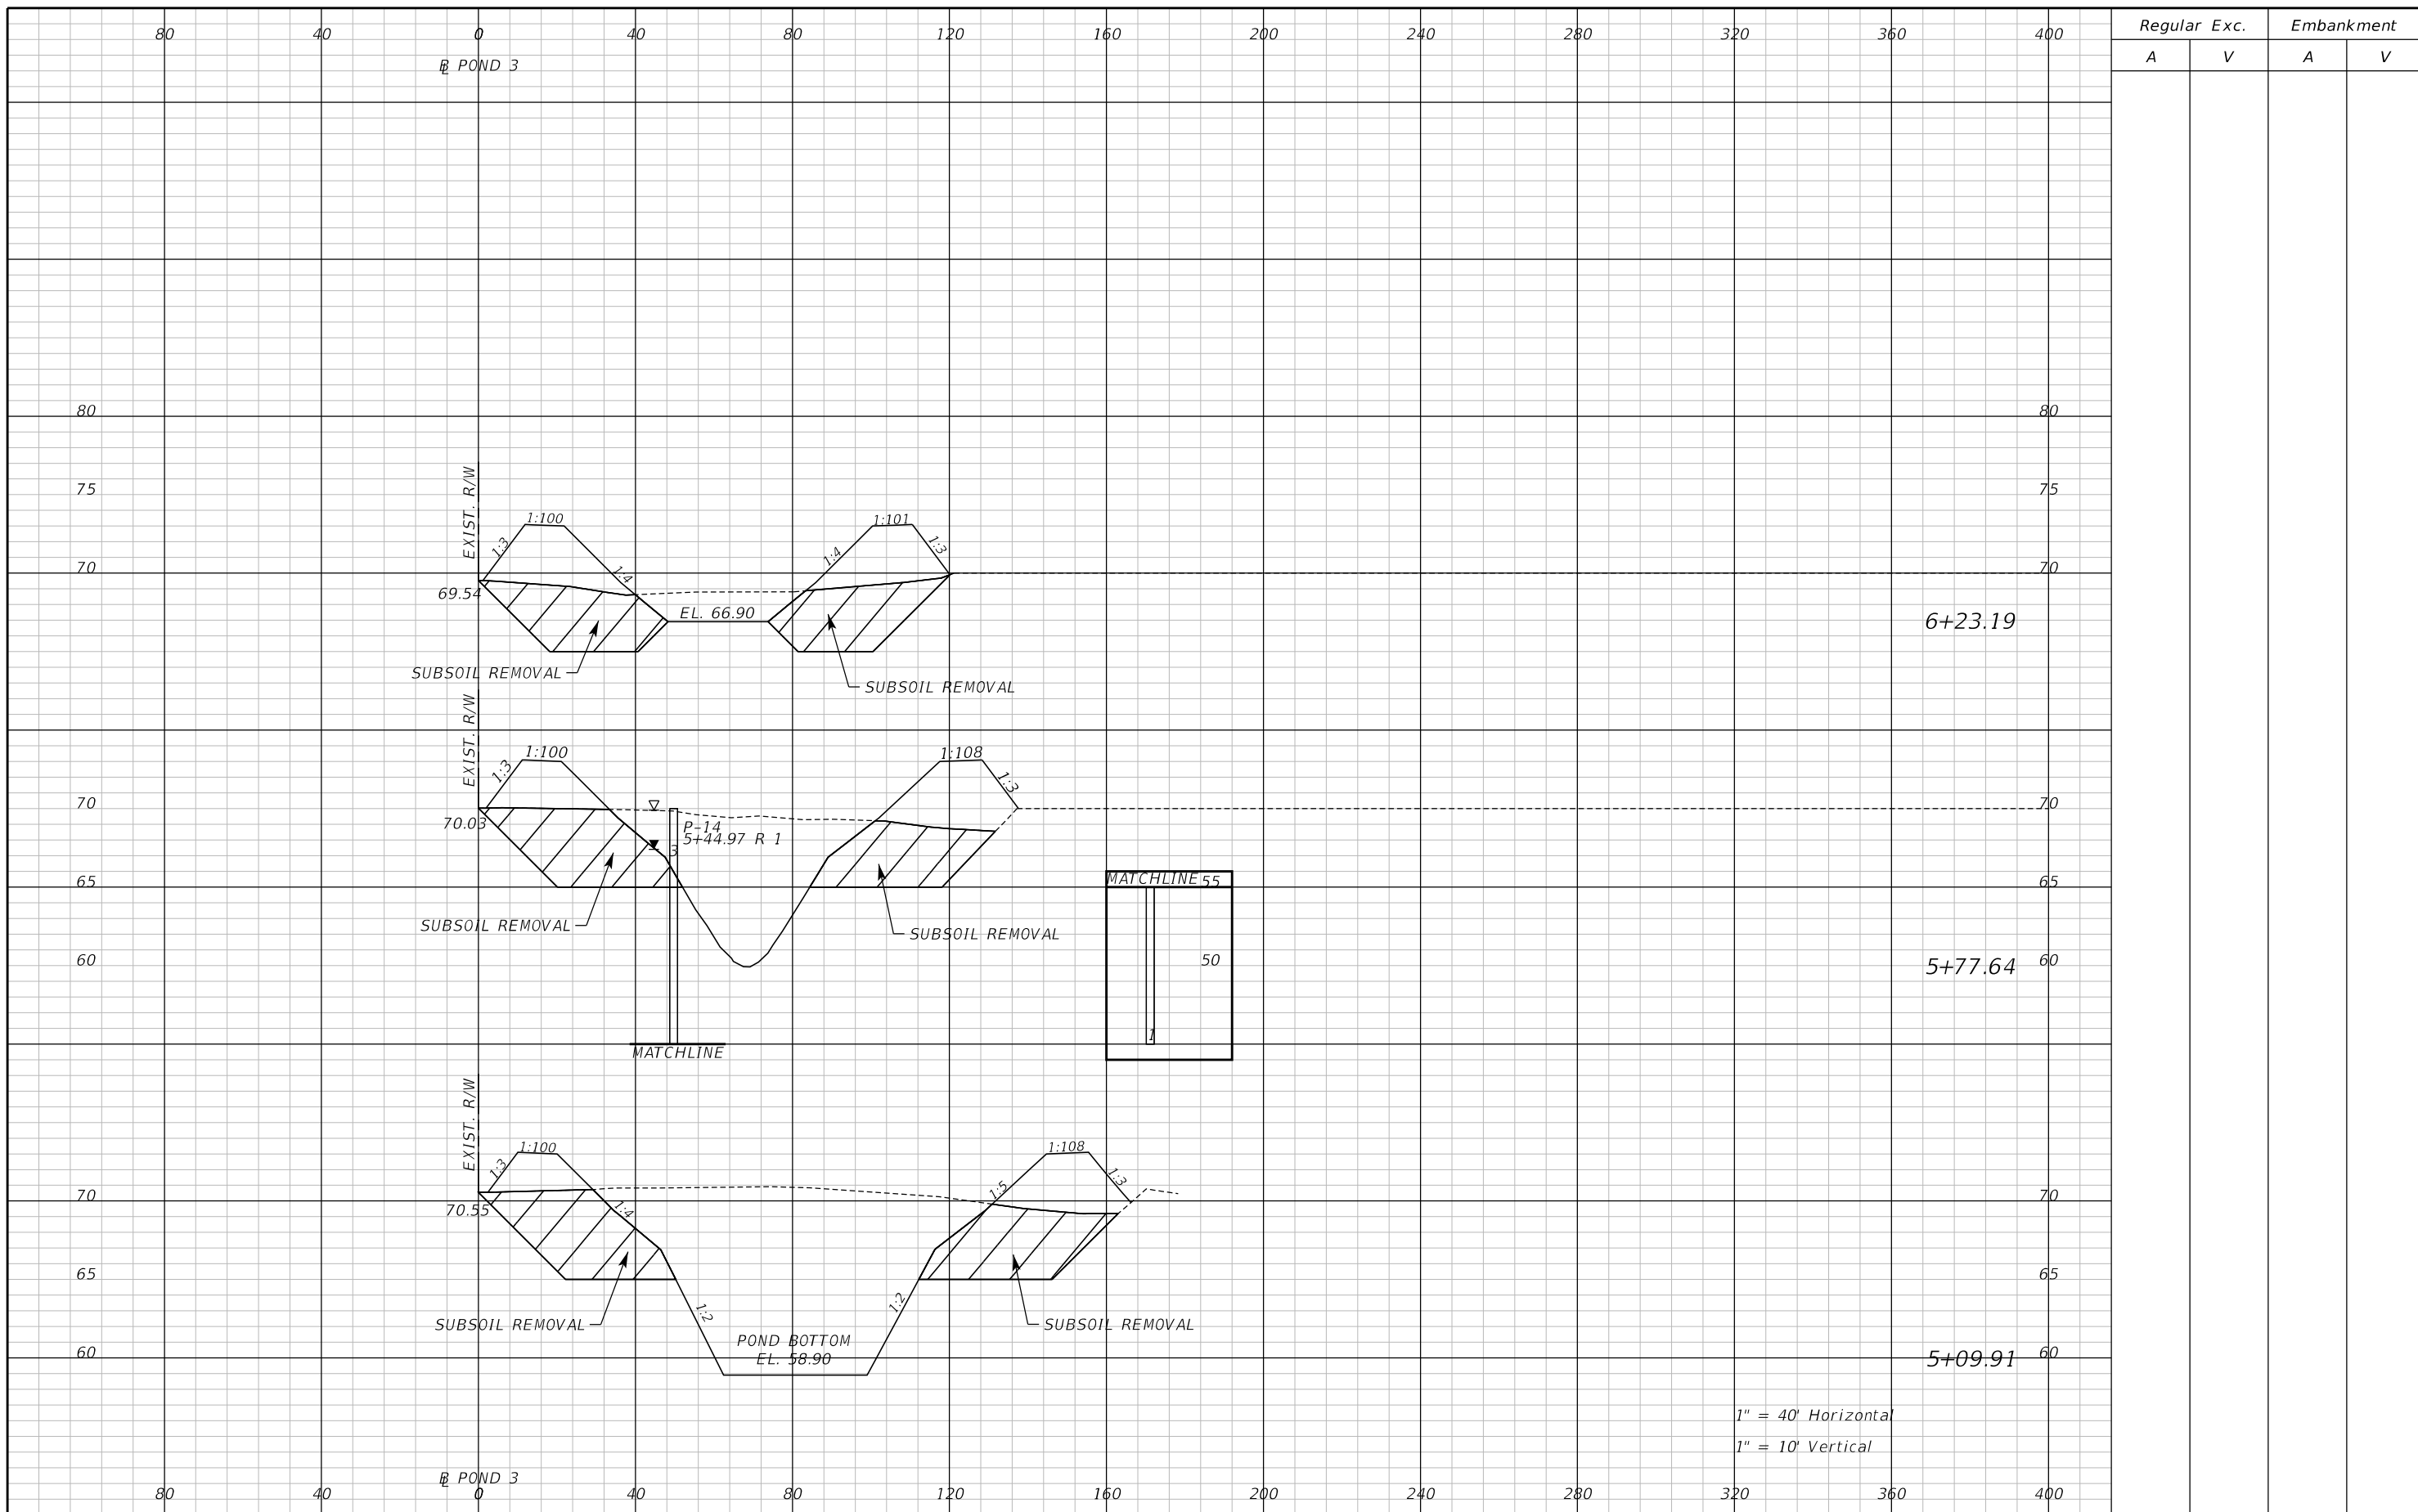 80 40 0 40 80 120 160 200 240 280 320 360 400
Regular Exc. Embankment
A V A V
℄ POND 3
80 80
EXIST. R/W
75 75
1:100 1:101
1:3 1:4 1:4 1:3
70 70
69.54
EL. 66.90
6+23.19
SUBSOIL REMOVAL
SUBSOIL REMOVAL
EXIST. R/W
1:100 1:108
1:3 1:3
70 70
70.03
P-14
5+44.97 R 1
3
65 65
MATCHLINE 55
SUBSOIL REMOVAL
SUBSOIL REMOVAL
60 50 5+77.64 60
1
MATCHLINE
EXIST. R/W
1:100 1:108
1:3 1:4 1:5 1:3
70 70
70.55
65 65
1:2 1:2
SUBSOIL REMOVAL
SUBSOIL REMOVAL
POND BOTTOM
EL. 58.90
60 5+09.91 60
1" = 40' Horizontal
1" = 10' Vertical
℄ POND 3
80 40 0 40 80 120 160 200 240 280 320 360 400